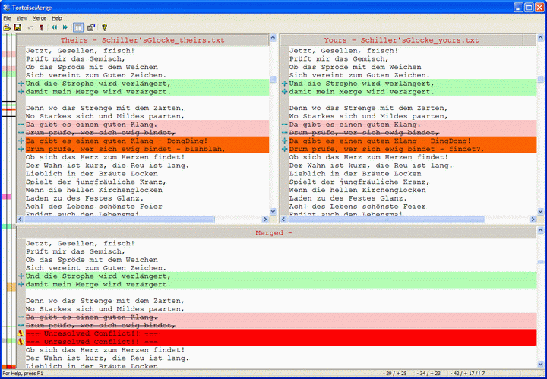 TortoiseMerge
File View Merge Help
Theirs - Schiller'sGlocke_theirs.txt
Jetzt, Gesellen, frisch!
Prüft mir das Gemisch,
Ob das Spröde mit dem Weichen
Sich vereint zum Guten Zeichen.
Und die Strophe wird verlängert,
damit mein Merge wird versärgert.
Denn wo das Strenge mit dem Zarten,
Wo Starkes sich und Mildes paarten,
Da gibt es einen guten Klang.
Drum prüfe, wer sich ewig bindet,
Da gibt es einen guten Klang - DongDing!
Drum prüfe, wer sich ewig bindet - blahblah,
Ob sich das Herz zum Herzen findet!
Der Wahn ist kurz, die Reu ist lang.
Lieblich in der Bräute Locken
Spielt der jungfräuliche Kranz,
Wenn die hellen Kirchenglocken
Laden zu des Festes Glanz.
Ach! des Lebens schönste Feier
Endigt auch den Lebensmai,
Yours - Schiller'sGlocke_yours.txt
Jetzt, Gesellen, frisch!
Prüft mir das Gemisch,
Ob das Spröde mit dem Weichen
Sich vereint zum Guten Zeichen.
Und die Strophe wird verlängert,
damit mein Merge wird
Denn wo das Strenge mit dem Zarten,
Wo Starkes sich und Mildes paarten,
Da gibt es einen guten Klang.
Drum prüfe, wer sich ewig bindet,
Da gibt es einen guten Klang - DingDong!
Drum prüfe, wer sich ewig bindet -
Ob sich das Herz zum Herzen findet!
Der Wahn ist kurz, die Reu ist lang.
Lieblich in der Bräute Locken
Spielt der jungfräuliche Kranz,
Wenn die hellen Kirchenglocken
Laden zu des Festes Glanz.
Ach! des Lebens schönste Feier
Endigt auch den Lebensmai,
Merged -
Jetzt, Gesellen, frisch!
Prüft mir das Gemisch,
Ob das Spröde mit dem Weichen
Sich vereint zum Guten Zeichen.
Und die Strophe wird verlängert,
damit mein Merge wird
Denn wo das Strenge mit dem Zarten,
Wo Starkes sich und Mildes paarten,
Da gibt es einen guten Klang.
Drum prüfe, wer sich ewig bindet,
Unresolved Conflict!
Unresolved Conflict!
Ob sich das Herz zum Herzen findet!
Der Wahn ist kurz, die Reu ist lang.
Lieblich in der Bräute Locken
For Help, press F1